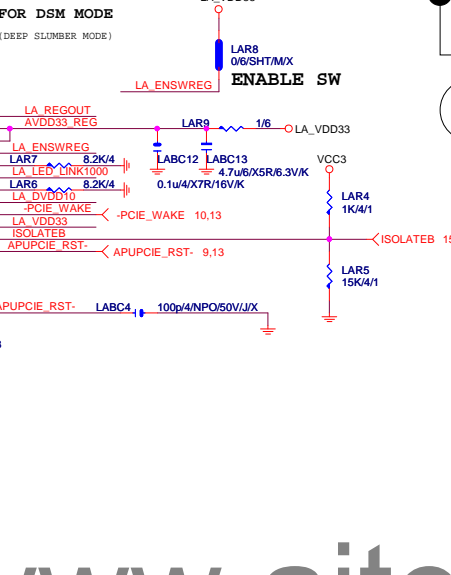 FOR DSM MODE
(DEEP SLUMBER MODE)
LAR8
0/6/SHT/M/X
LA_ENSWREG
ENABLE SW
LA_REGOUT
AVDD33_REG
LAR9
1/6
LA_VDD33
LA_ENSWREG
LAR7
8.2K/4
LABC12
LABC13
LA_LED_LINK1000
4.7u/6/X5R/6.3V/K
VCC3
LAR6
8.2K/4
0.1u/4/X7R/16V/K
LA_DVDD10
LAR4
1K/4/1
-PCIE_WAKE
-PCIE_WAKE 10,13
LA_VDD33
ISOLATEB
ISOLATEB
APUPCIE_RST-
APUPCIE_RST- 9,13
LAR5
15K/4/1
APUPCIE_RST-
LABC4
100p/4/NPO/50V/J/X